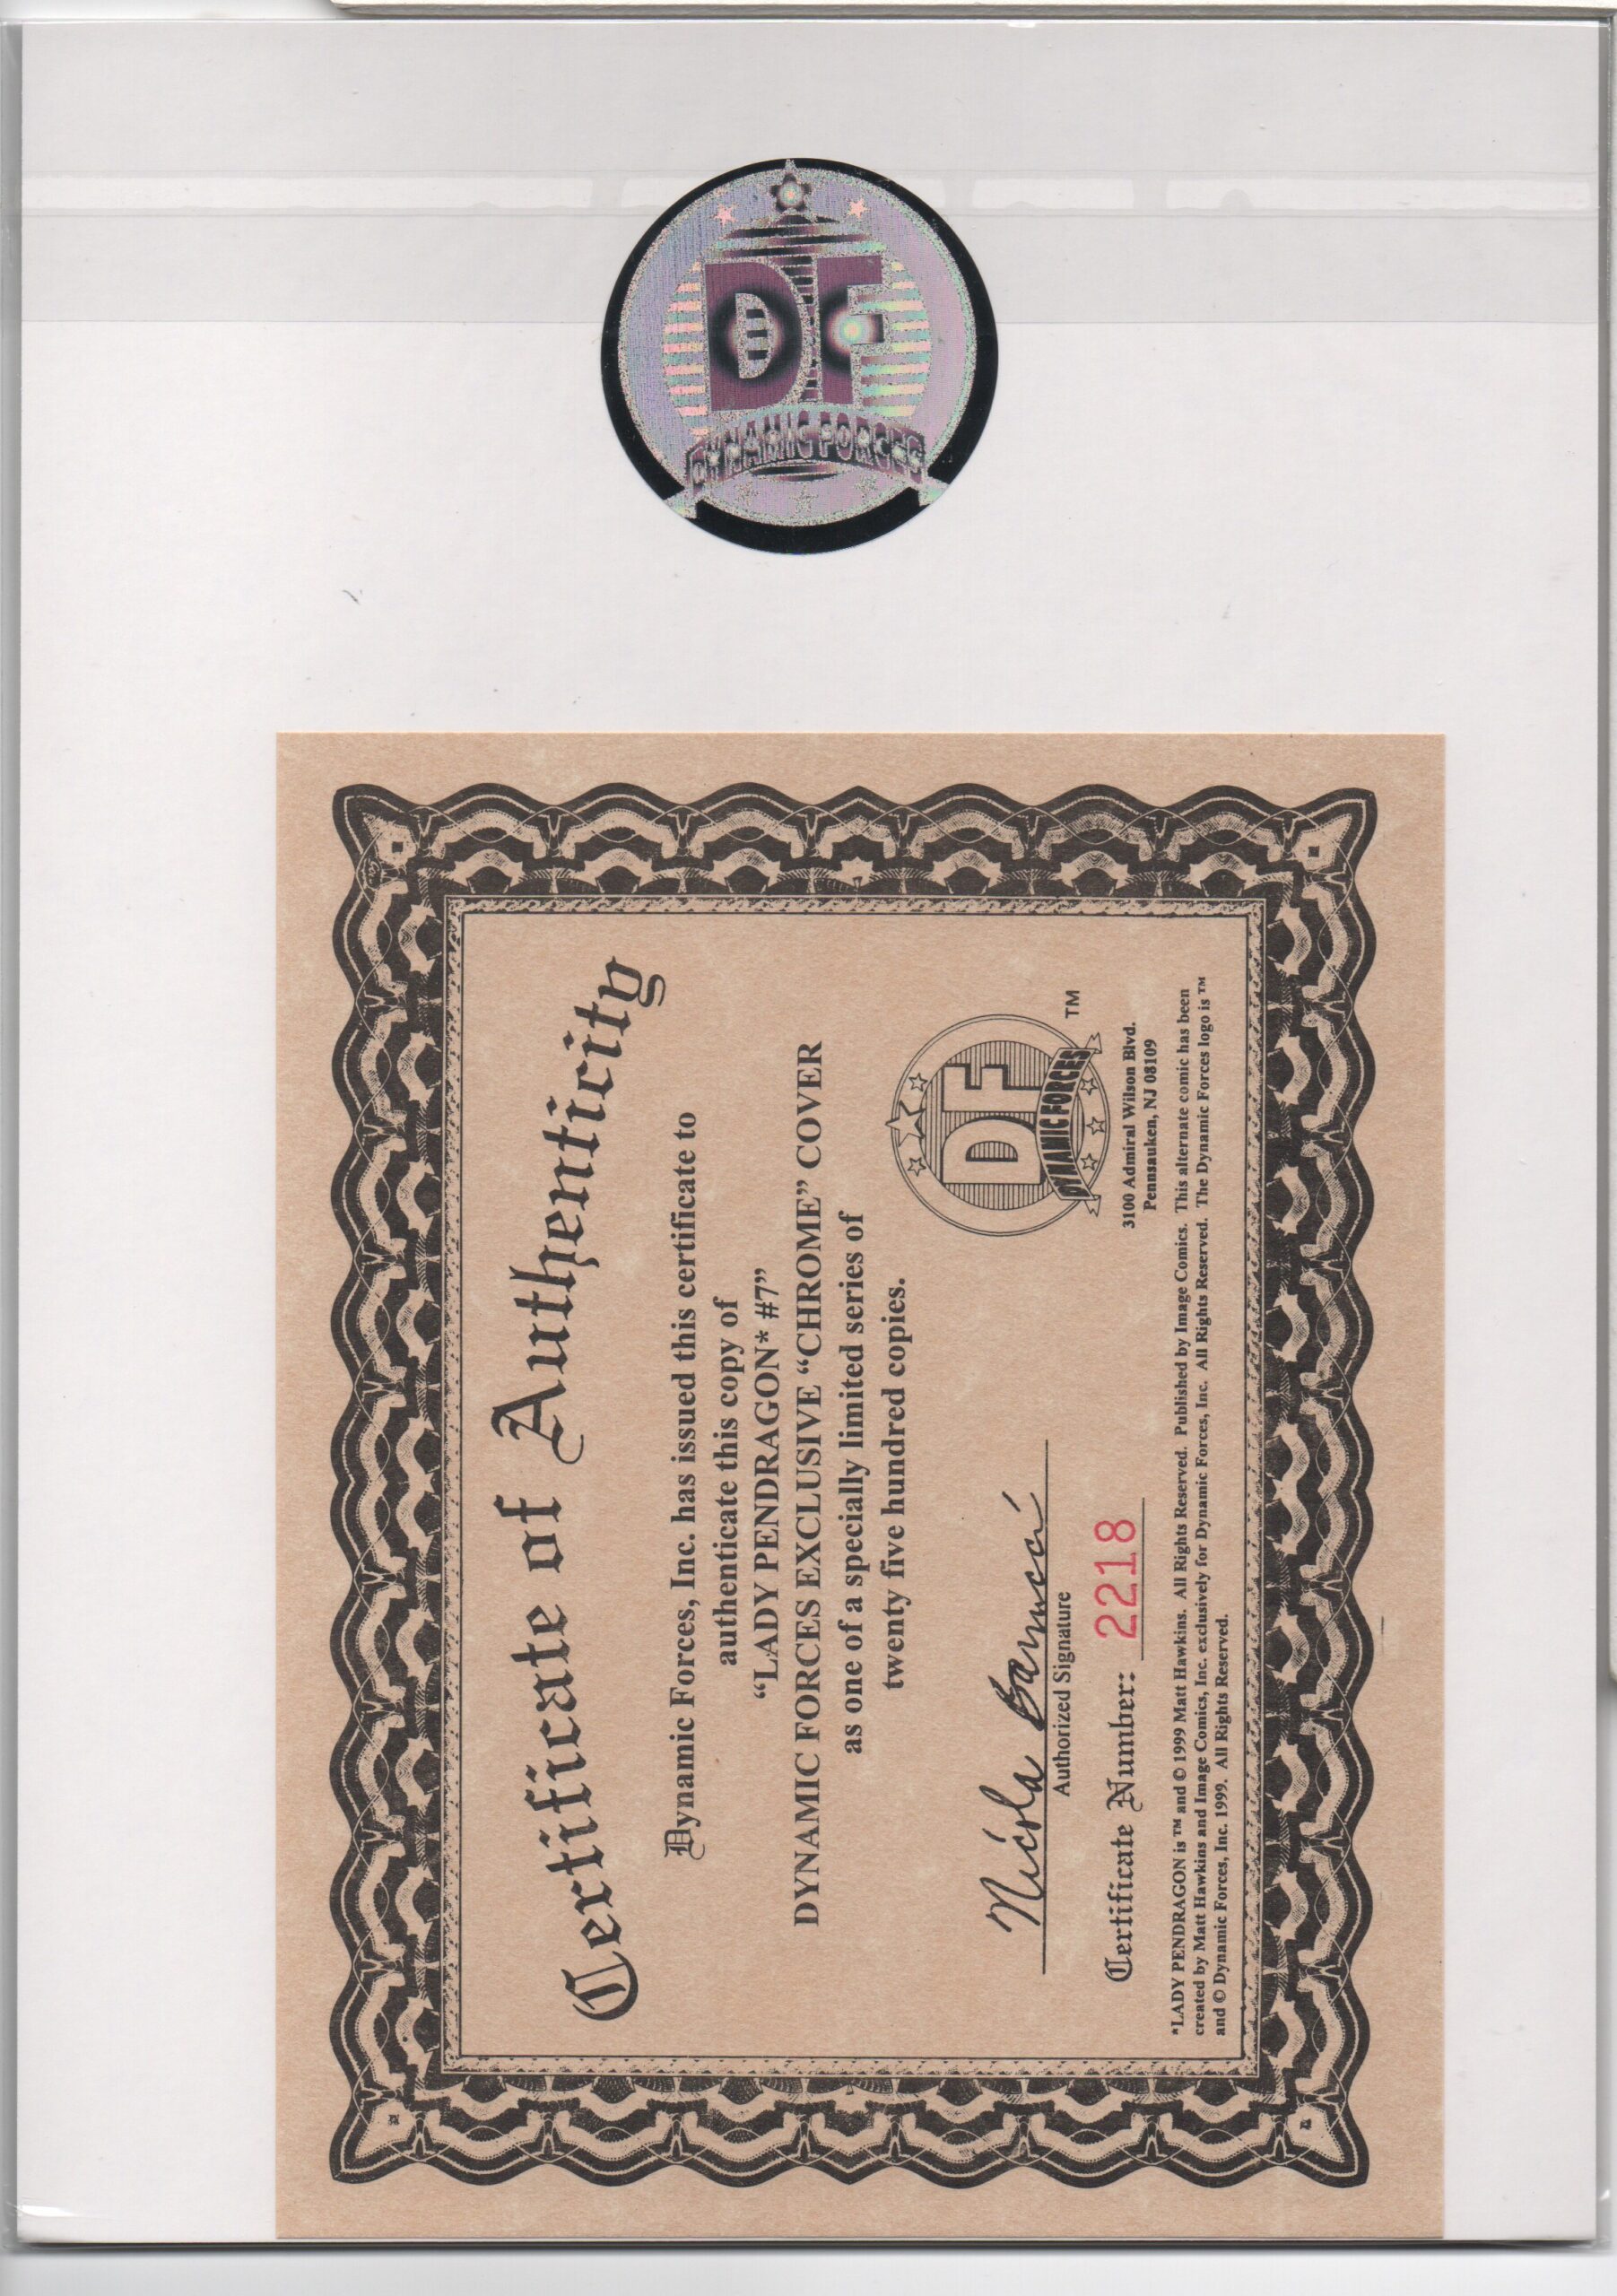 DF
DYNAMIC FORCES
Certificate of Authenticity
Dynamic Forces, Inc. has issued this certificate to
authenticate this copy of
“LADY PENDRAGON* #7”
DYNAMIC FORCES EXCLUSIVE “CHROME” COVER
as one of a specially limited series of
twenty five hundred copies.
DF
DYNAMIC FORCES
TM
Authorized Signature
3100 Admiral Wilson Blvd.
Pennsauken, NJ 08109
Certificate Number: 2218
*LADY PENDRAGON is ™ and © 1999 Matt Hawkins. All Rights Reserved. Published by Image Comics. This alternate comic has been
created by Matt Hawkins and Image Comics, Inc. exclusively for Dynamic Forces, Inc. All Rights Reserved. The Dynamic Forces logo is ™
and © Dynamic Forces, Inc. 1999. All Rights Reserved.